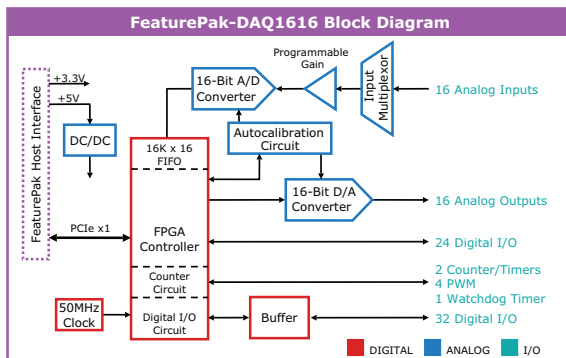 FeaturePak-DAQ1616 Block Diagram
FeaturePak Host Interface
+3.3V
+5V
DC/DC
PCIe x1
50MHz
Clock
16K x 16
FIFO
FPGA
Controller
Counter
Circuit
Digital I/O
Circuit
16-Bit A/D
Converter
Programmable
Gain
Input
Multiplexor
16 Analog Inputs
Autocalibration
Circuit
16-Bit D/A
Converter
16 Analog Outputs
24 Digital I/O
2 Counter/Timers
4 PWM
1 Watchdog Timer
Buffer
32 Digital I/O
DIGITAL
ANALOG
I/O